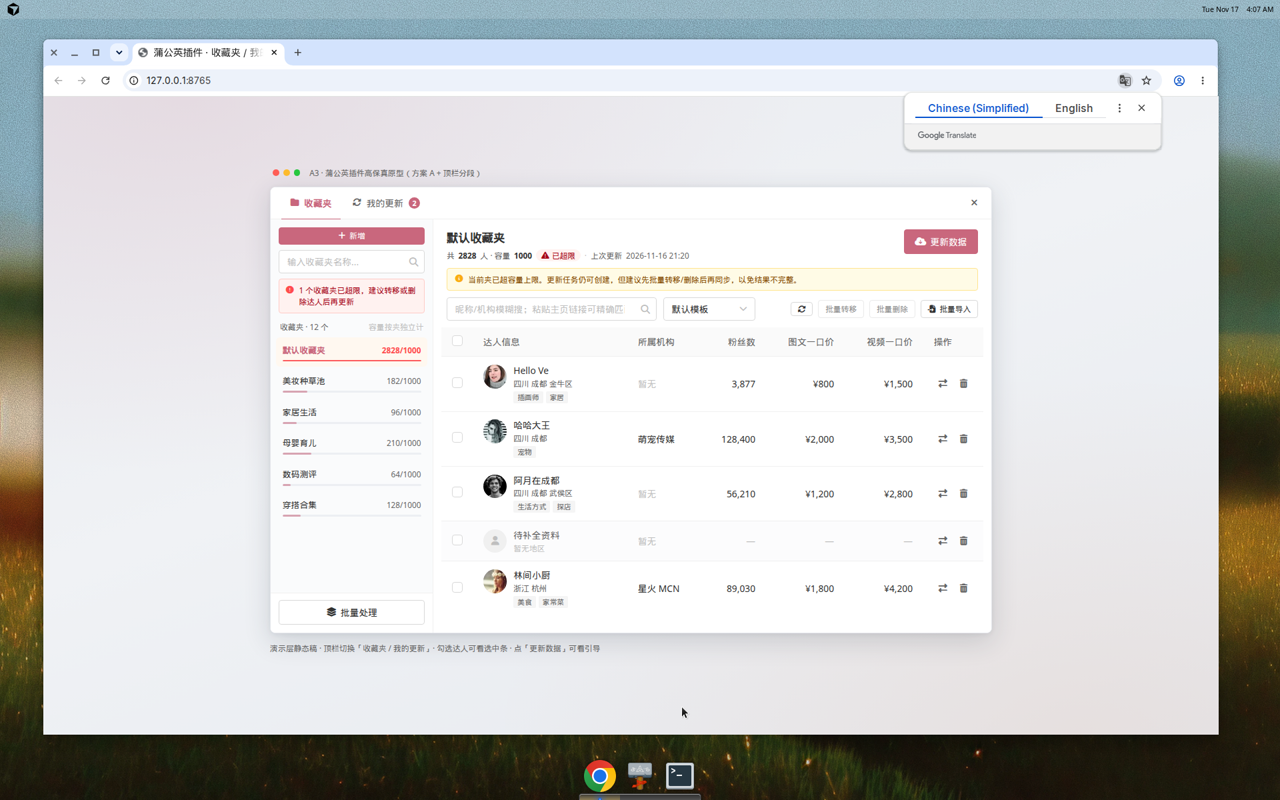 Tue Nov 17 4:07 AM
蒲公英插件 · 收藏夹 / 我
127.0.0.1:8765
Chinese (Simplified) English
Google Translate
A3 · 蒲公英插件高保真原型（方案 A + 顶栏分段）
收藏夹 我的更新 2
新增
输入收藏夹名称...
1 个收藏夹已超限，建议转移或删除达人后再更新
收藏夹 · 12 个 容量按夹独立计
默认收藏夹 2828/1000
美妆种草池 182/1000
家居生活 96/1000
母婴育儿 210/1000
数码测评 64/1000
穿搭合集 128/1000
批量处理
默认收藏夹
共 2828 人 · 容量 1000 已超限 · 上次更新 2026-11-16 21:20
更新数据
当前夹已超容量上限。更新任务仍可创建，但建议先批量转移/删除后再同步，以免结果不完整。
昵称/机构模糊搜；粘贴主页链接可精确匹 默认模板 批量转移 批量删除 批量导入
达人信息 所属机构 粉丝数 图文一口价 视频一口价 操作
Hello Ve
四川 成都 金牛区
插画师 家居
暂无 3,877 ¥800 ¥1,500
哈哈大王
四川 成都
宠物
萌宠传媒 128,400 ¥2,000 ¥3,500
阿月在成都
四川 成都 武侯区
生活方式 探店
暂无 56,210 ¥1,200 ¥2,800
待补全资料
暂无地区
暂无 — — —
林间小厨
浙江 杭州
美食 家常菜
星火 MCN 89,030 ¥1,800 ¥4,200
演示层静态稿 · 顶栏切换「收藏夹 / 我的更新」· 勾选达人可看选中条 · 点「更新数据」可看引导